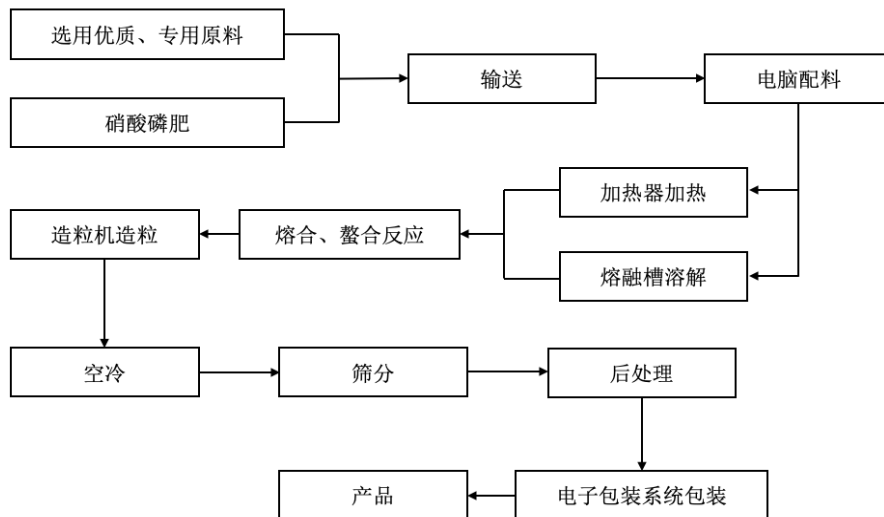 选用优质、专用原料
硝酸磷肥
输送
电脑配料
加热器加热
熔融槽溶解
熔合、螯合反应
造粒机造粒
空冷
筛分
后处理
电子包装系统包装
产品